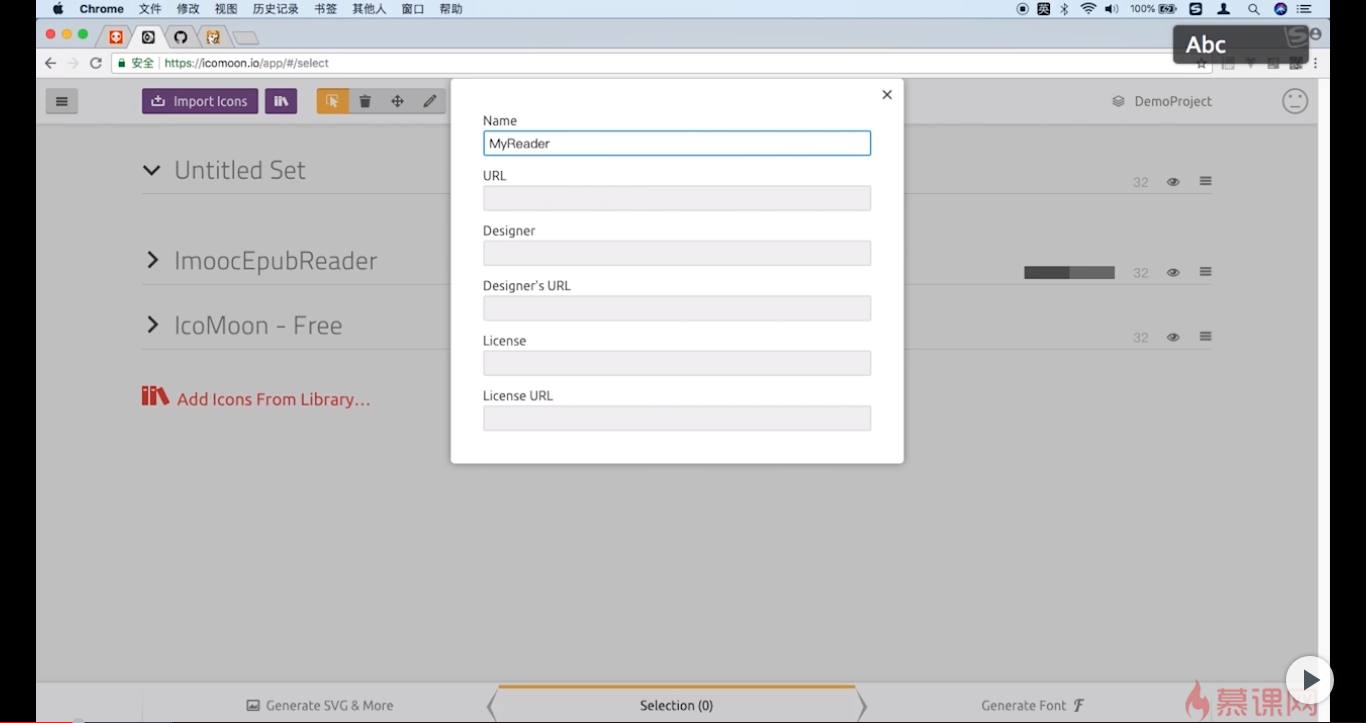 Chrome 文件 修改 视图 历史记录 书签 其他人 窗口 帮助 英 100%
Abc
安全 https://icomoon.io/app/#/select
Import Icons
DemoProject
Name
MyReader
Untitled Set
32
URL
Designer
ImoocEpubReader
32
Designer's URL
IcoMoon - Free
32
License
Add Icons From Library...
License URL
Generate SVG & More
Selection (0)
Generate Font
慕课网